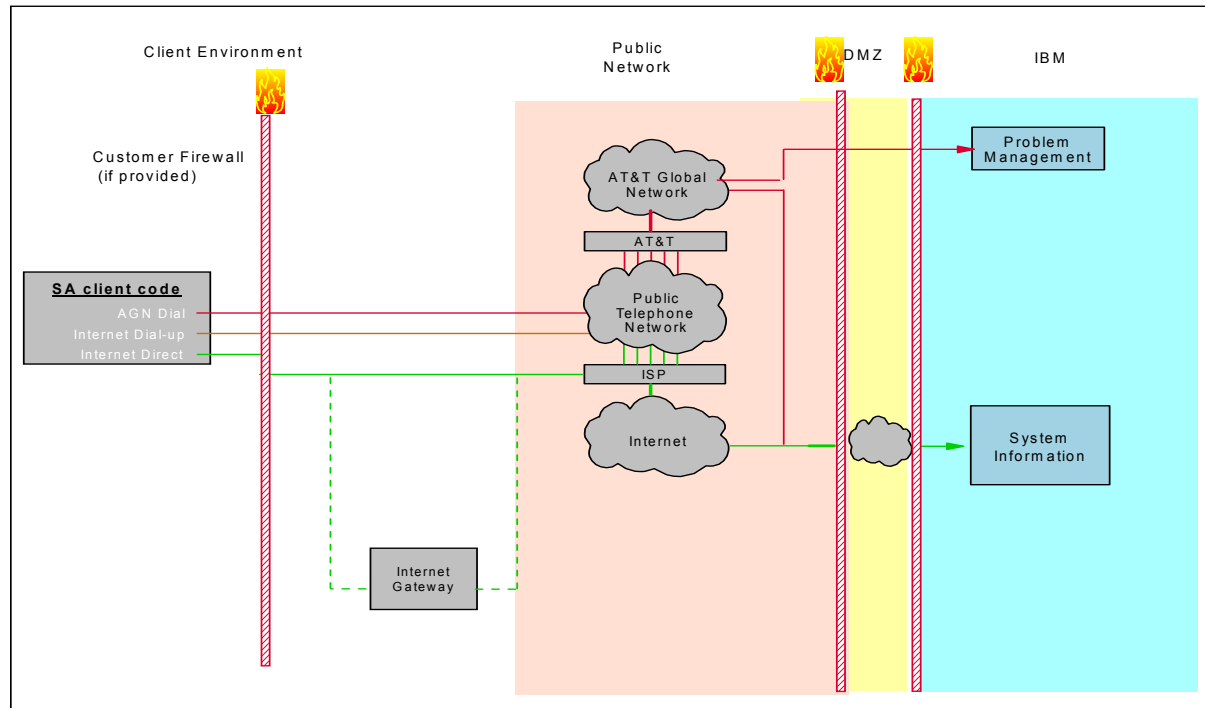 Client Environment
Public
Network
DMZ
IBM
Customer Firewall
(if provided)
Problem
Management
AT&T Global
Network
AT&T
SA client code
AGN Dial
Internet Dial-up
Internet Direct
Public
Telephone
Network
ISP
Internet
System
Information
Internet
Gateway